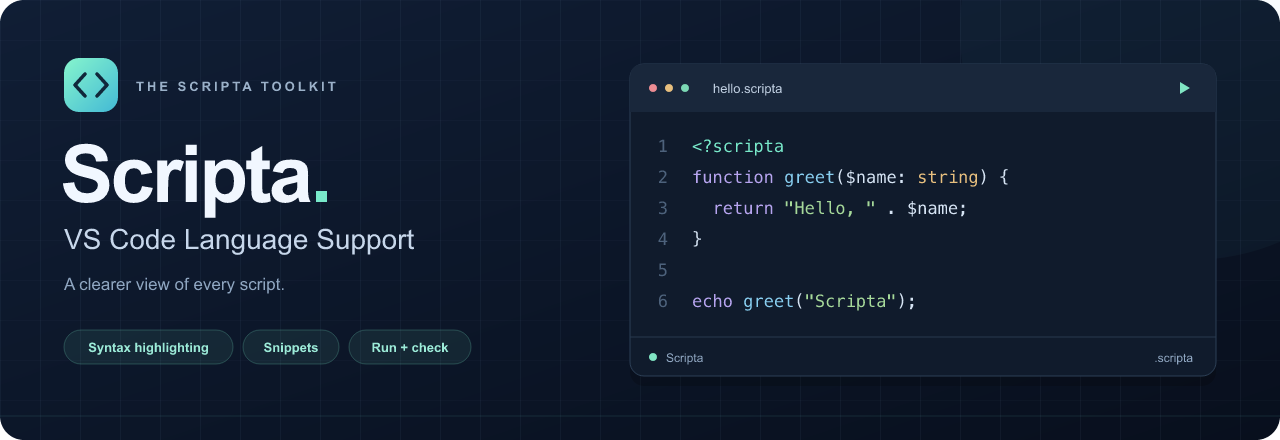 THE SCRIPTA TOOLKIT
Scripta.
VS Code Language Support
A clearer view of every script.
Syntax highlighting
Snippets
Run + check
hello.scripta
1 <?scripta
2 function greet($name: string) {
3   return "Hello, " . $name;
4 }
5
6 echo greet("Scripta");
Scripta
.scripta